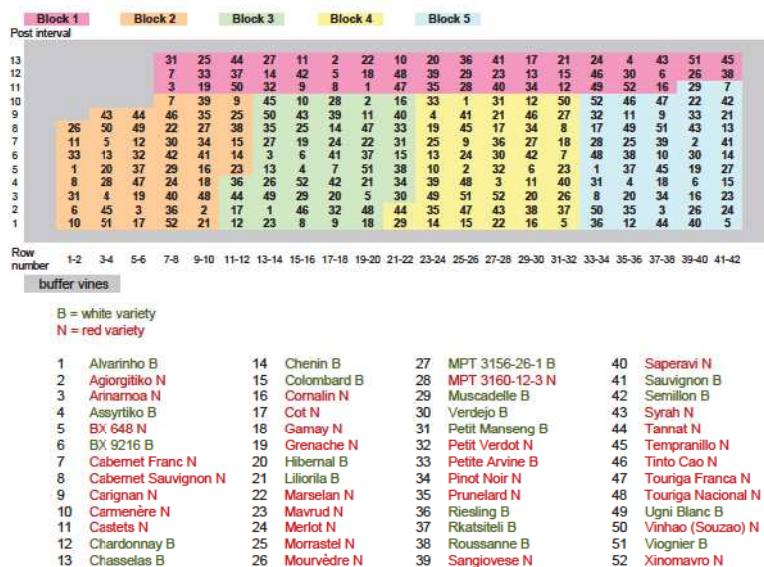 Block 1 Block 2 Block 3 Block 4 Block 5
Post interval
13 31 25 44 27 11 2 22 10 20 36 41 17 21 24 4 43 51 45
12 7 33 37 14 42 5 18 48 39 29 23 13 15 46 30 6 26 38
11 3 19 50 32 9 8 1 47 35 28 40 34 12 49 52 16 29 7
10 7 39 9 45 10 28 2 16 33 1 31 12 50 52 46 47 22 42
9 43 44 46 35 25 50 43 39 11 40 4 41 21 46 27 32 11 9 33 21
8 26 50 49 22 27 38 35 25 14 47 33 19 45 17 34 8 17 49 51 43 13
7 11 5 12 30 34 15 27 19 24 22 31 25 9 36 27 18 28 25 39 2 41
6 33 13 32 42 41 14 3 6 41 37 15 13 24 30 42 7 48 38 10 30 14
5 1 20 37 29 16 23 13 4 7 51 38 10 2 32 6 23 1 37 45 19 27
4 8 28 47 24 18 36 26 52 42 21 34 39 48 3 11 40 31 4 18 6 15
3 31 4 19 40 48 44 49 29 20 5 30 49 51 52 20 26 8 20 34 16 23
2 6 45 3 36 2 17 1 46 32 48 44 35 47 43 38 37 50 35 3 26 24
1 10 51 17 52 21 12 23 8 9 18 29 14 15 22 16 5 36 12 44 40 5
Row
number 1-2 3-4 5-6 7-8 9-10 11-12 13-14 15-16 17-18 19-20 21-22 23-24 25-26 27-28 29-30 31-32 33-34 35-36 37-38 39-40 41-42
buffer vines
B = white variety
N = red variety
1 Alvarinho B 14 Chenin B 27 MPT 3156-26-1 B 40 Saperavi N
2 Agiorgitiko N 15 Colombard B 28 MPT 3160-12-3 N 41 Sauvignon B
3 Arinarnoa N 16 Cornalin N 29 Muscadelle B 42 Semillon B
4 Assyrtiko B 17 Cot N 30 Verdejo B 43 Syrah N
5 BX 648 N 18 Gamay N 31 Petit Manseng B 44 Tannat N
6 BX 9216 B 19 Grenache N 32 Petit Verdot N 45 Tempranillo N
7 Cabernet Franc N 20 Hibernal B 33 Petite Arvine B 46 Tinto Cao N
8 Cabernet Sauvignon N 21 Liliorila B 34 Pinot Noir N 47 Touriga Franca N
9 Carignan N 22 Marselan N 35 Prunelard N 48 Touriga Nacional N
10 Carmenère N 23 Mavrud N 36 Riesling B 49 Ugni Blanc B
11 Castets N 24 Merlot N 37 Rkatsiteli B 50 Vinhao (Souzao) N
12 Chardonnay B 25 Morrastel N 38 Roussanne B 51 Viognier B
13 Chasselas B 26 Mourvèdre N 39 Sangiovese N 52 Xinomavro N